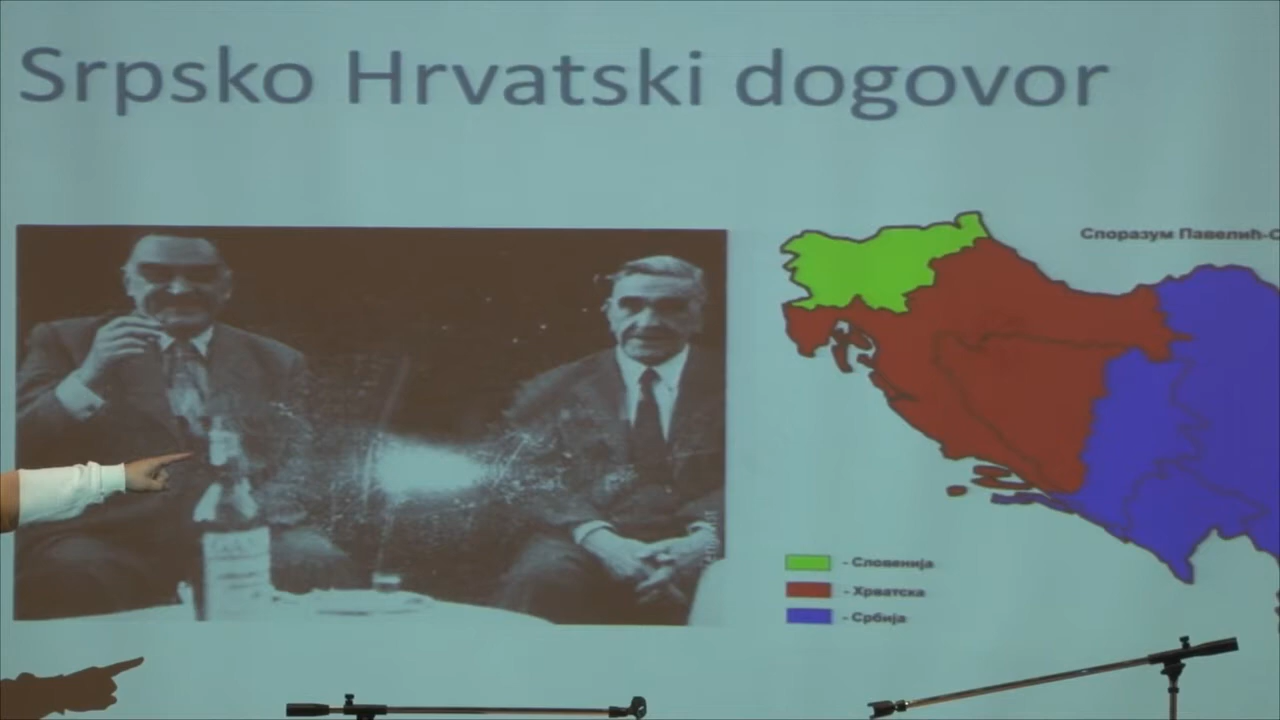 Srpsko Hrvatski dogovor
Споразум Павелић-С
- Словенија
- Хрватска
- Србија